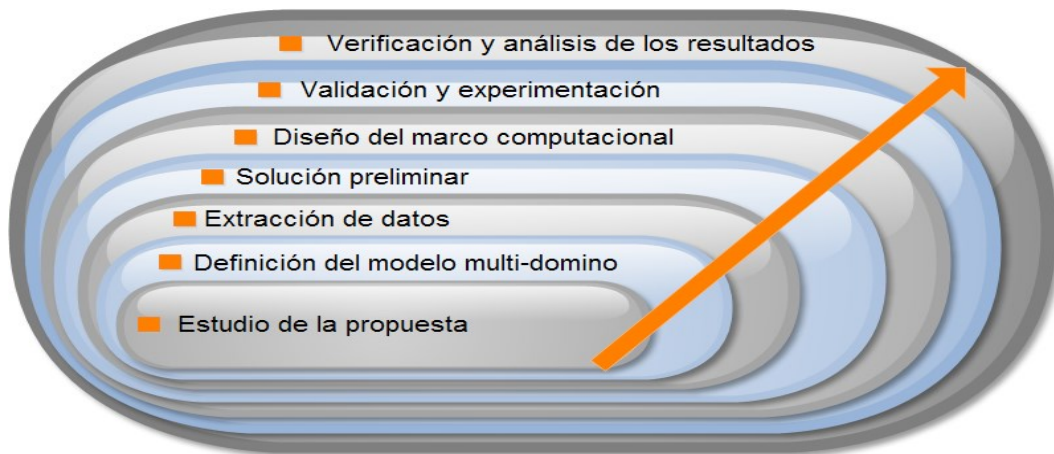 Verificación y análisis de los resultados
Validación y experimentación
Diseño del marco computacional
Solución preliminar
Extracción de datos
Definición del modelo multi-domino
Estudio de la propuesta